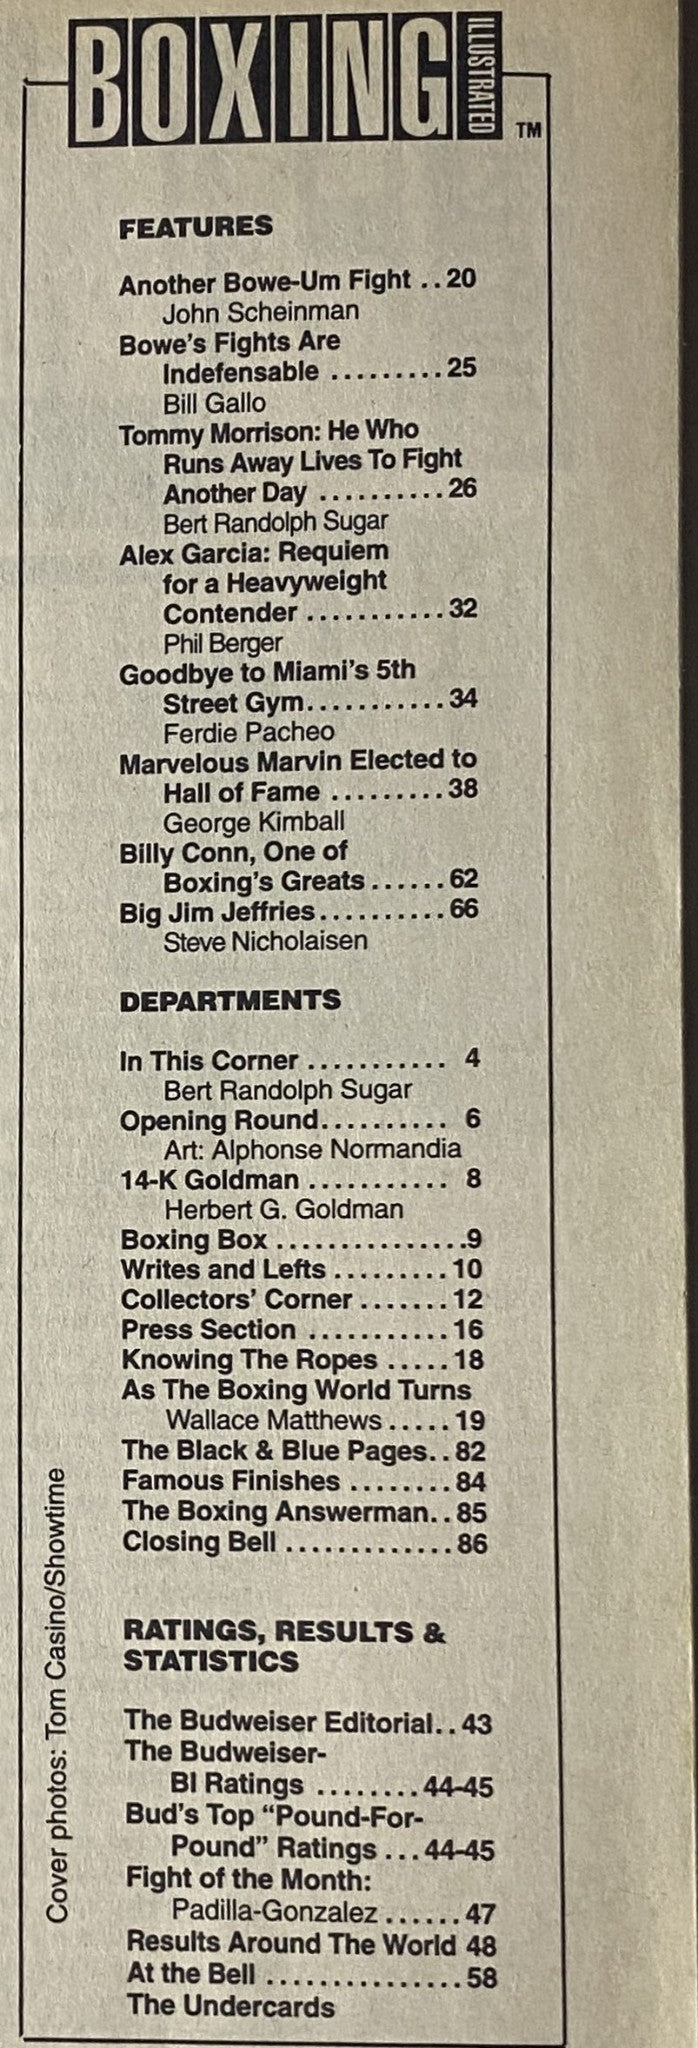 BOXING ILLUSTRATED TM
FEATURES
Another Bowe-Um Fight .. 20
John Scheinman
Bowe's Fights Are
Indefensable ......... 25
Bill Gallo
Tommy Morrison: He Who
Runs Away Lives To Fight
Another Day .......... 26
Bert Randolph Sugar
Alex Garcia: Requiem
for a Heavyweight
Contender ........... 32
Phil Berger
Goodbye to Miami's 5th
Street Gym........... 34
Ferdie Pacheo
Marvelous Marvin Elected to
Hall of Fame ......... 38
George Kimball
Billy Conn, One of
Boxing's Greats ...... 62
Big Jim Jeffries.......... 66
Steve Nicholaisen
DEPARTMENTS
In This Corner ........... 4
Bert Randolph Sugar
Opening Round.......... 6
Art: Alphonse Normandia
14-K Goldman ........... 8
Herbert G. Goldman
Boxing Box ................9
Writes and Lefts ......... 10
Collectors' Corner ....... 12
Press Section ........... 16
Knowing The Ropes ..... 18
As The Boxing World Turns
Wallace Matthews ..... 19
The Black & Blue Pages.. 82
Famous Finishes ........ 84
The Boxing Answerman.. 85
Closing Bell ............. 86
RATINGS, RESULTS &
STATISTICS
The Budweiser Editorial.. 43
The Budweiser-
BI Ratings ........ 44-45
Bud's Top "Pound-For-
Pound" Ratings ... 44-45
Fight of the Month:
Padilla-Gonzalez ...... 47
Results Around The World 48
At the Bell ............... 58
The Undercards
Cover photos: Tom Casino/Showtime